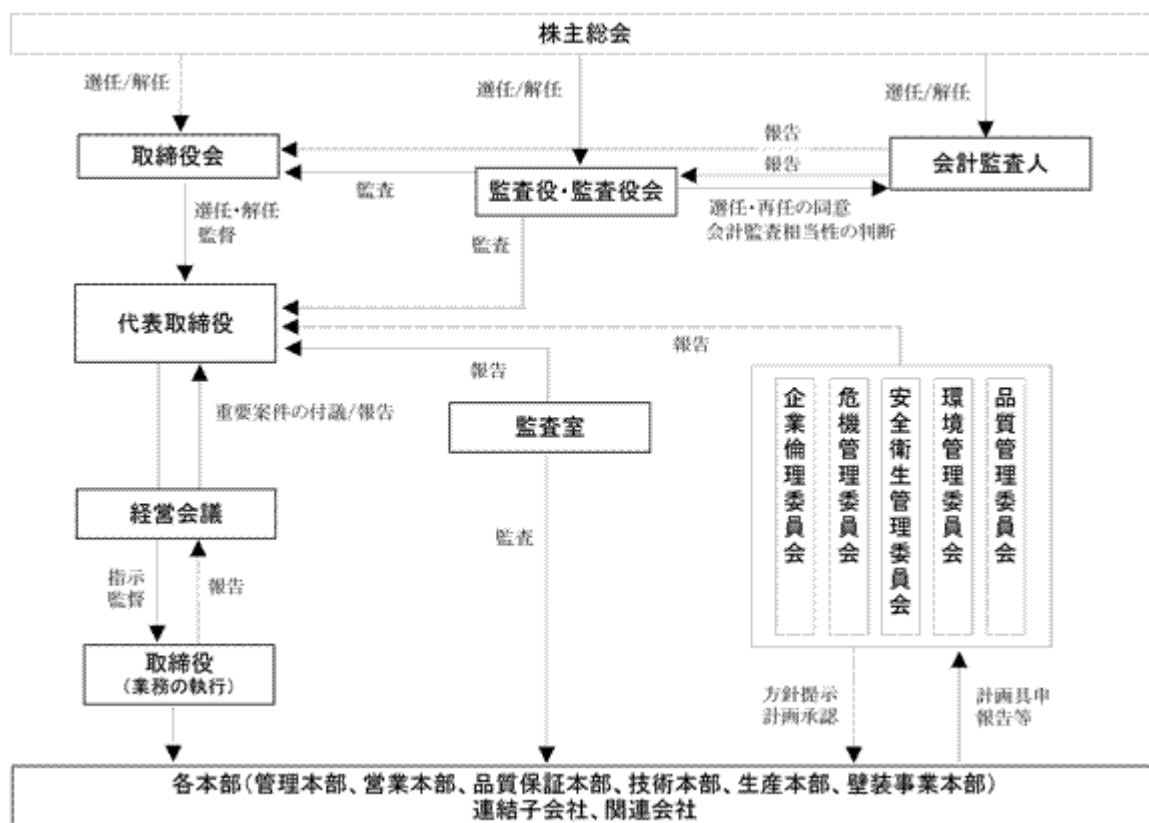 株主総会
選任/解任
選任/解任
選任/解任
取締役会
報告
会計監査人
監査
監査役・監査役会
報告
選任・再任の同意
会計監査相当性の判断
選任・解任
監督
監査
代表取締役
報告
報告
重要案件の付議/報告
監査室
企業倫理委員会
危機管理委員会
安全衛生管理委員会
環境管理委員会
品質管理委員会
経営会議
監査
指示
監督
報告
取締役
(業務の執行)
方針提示
計画承認
計画具申
報告等
各本部(管理本部、営業本部、品質保証本部、技術本部、生産本部、壁装事業本部)
連結子会社、関連会社